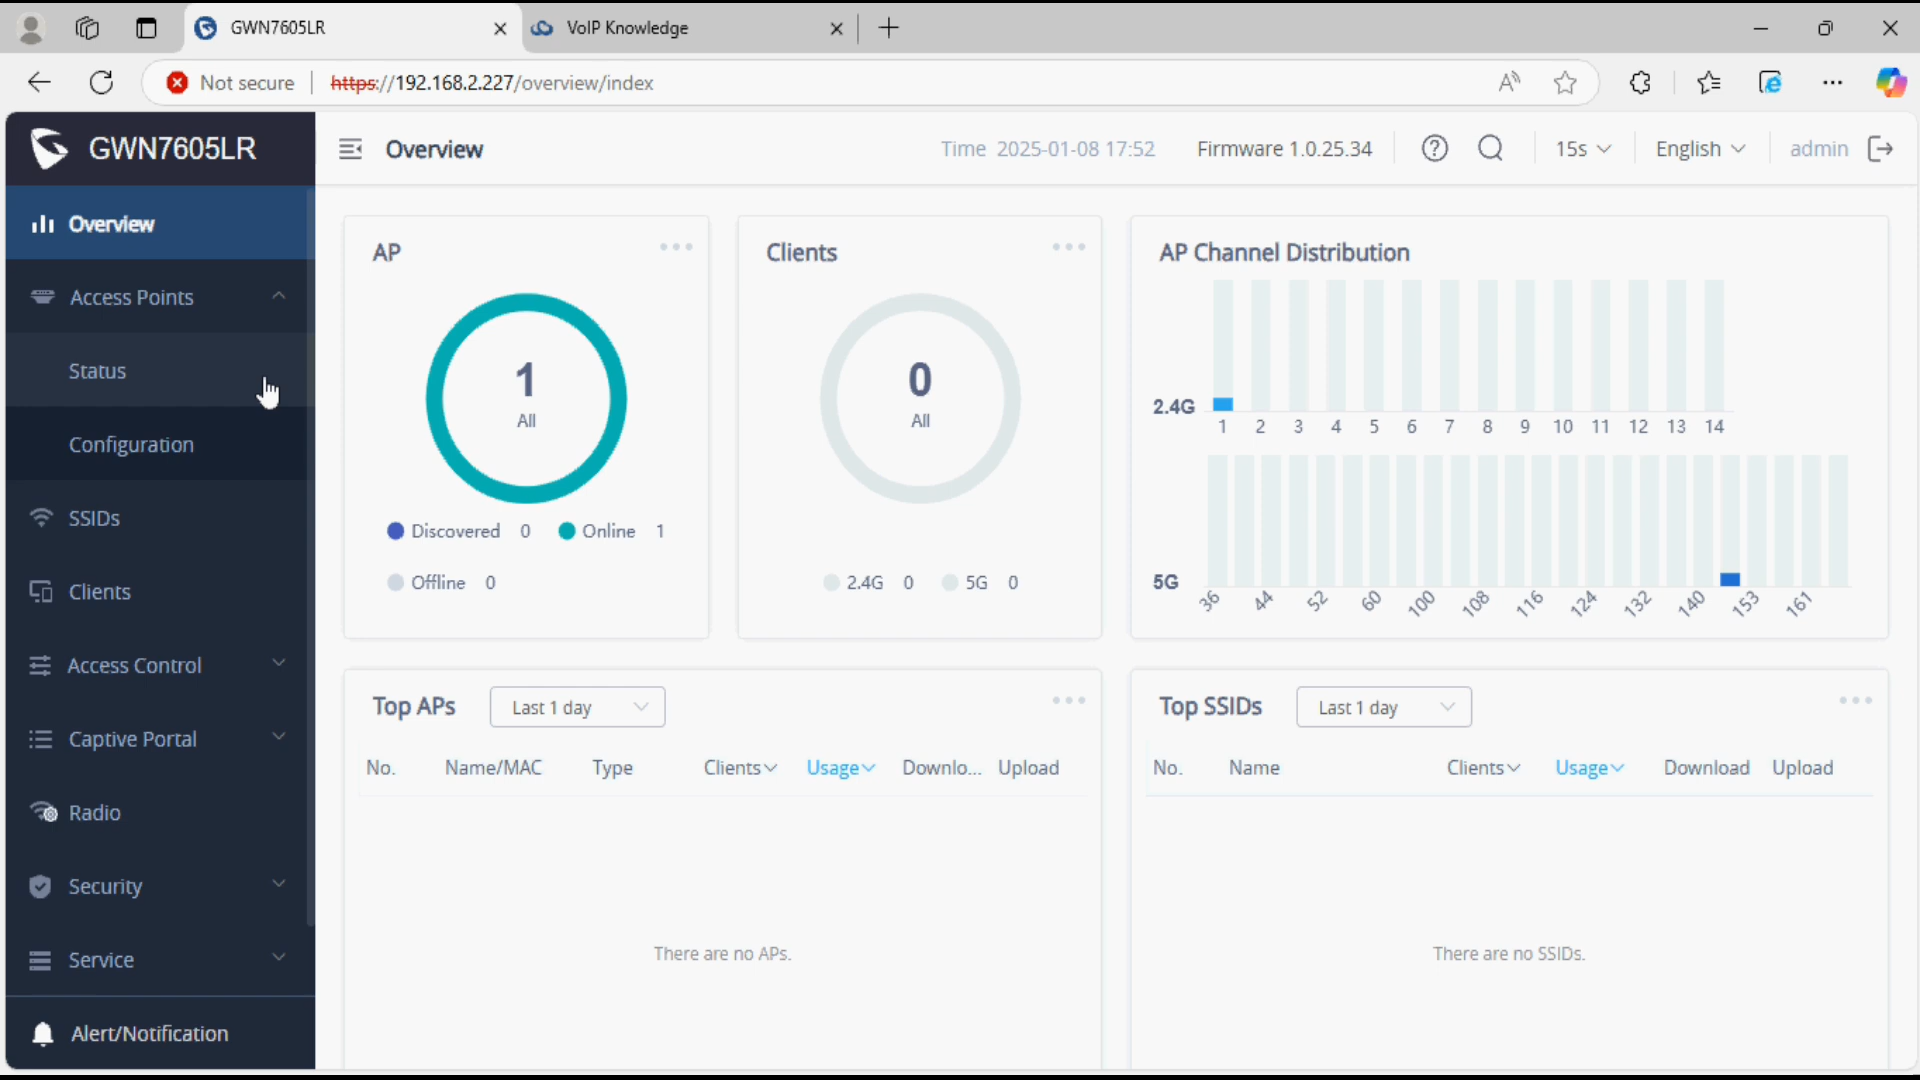 GWN7605LR
VoIP Knowledge
Not secure
https://192.168.2.227/overview/index
GWN7605LR
Overview
Time 2025-01-08 17:52
Firmware 1.0.25.34
15s
English
admin
Overview
Access Points
Status
Configuration
SSIDs
Clients
Access Control
Captive Portal
Radio
Security
Service
Alert/Notification
AP
1
All
Discovered 0 Online 1
Offline 0
Clients
0
All
2.4G 0 5G 0
AP Channel Distribution
2.4G
1 2 3 4 5 6 7 8 9 10 11 12 13 14
5G
36 44 52 60 100 108 116 124 132 140 153 161
Top APs Last 1 day
No. Name/MAC Type Clients Usage Downlo... Upload
There are no APs.
Top SSIDs Last 1 day
No. Name Clients Usage Download Upload
There are no SSIDs.